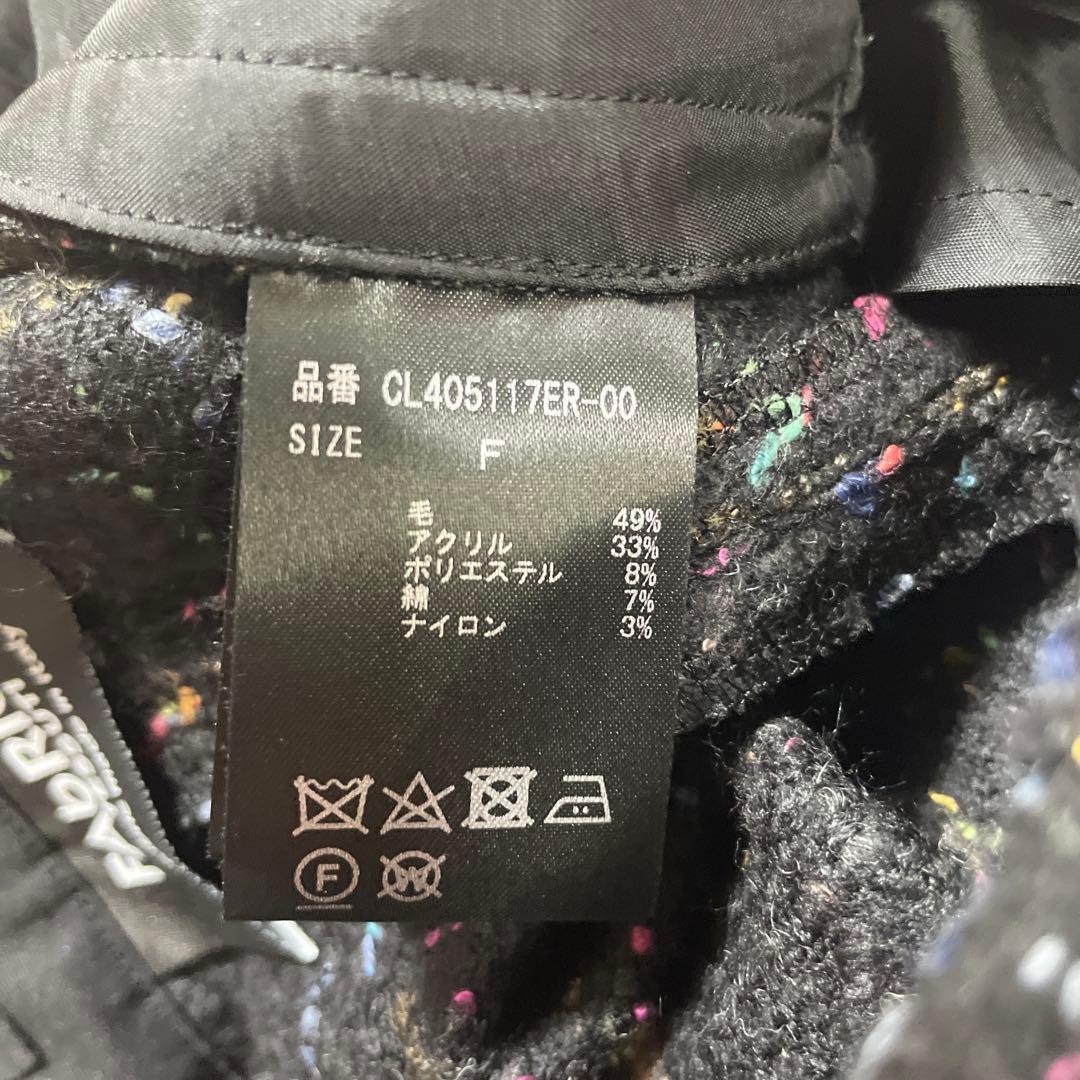 品番 CL405117ER-00
SIZE F
毛 49%
アクリル 33%
ポリエステル 8%
綿 7%
ナイロン 3%
F
W